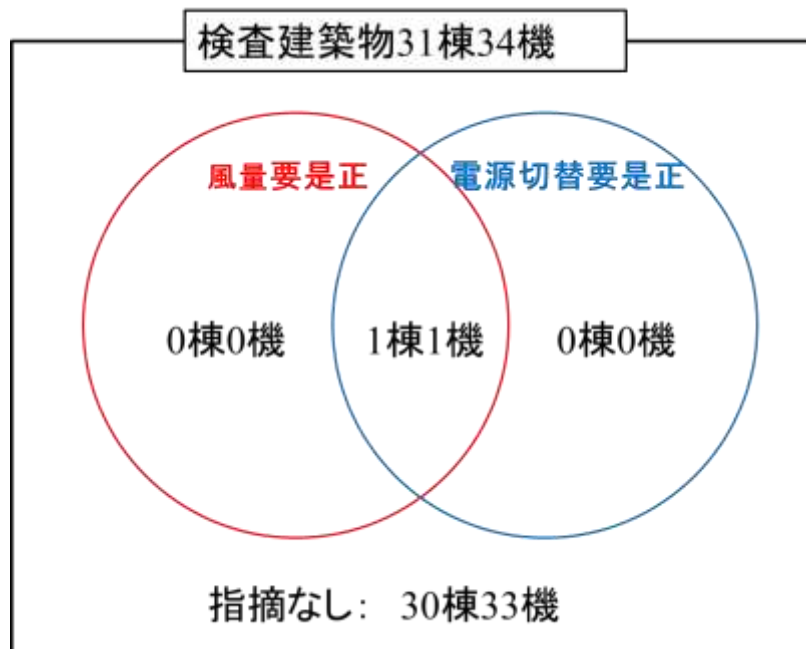 検査建築物31棟34機
風量要是正
電源切替要是正
0棟0機
1棟1機
0棟0機
指摘なし： 30棟33機